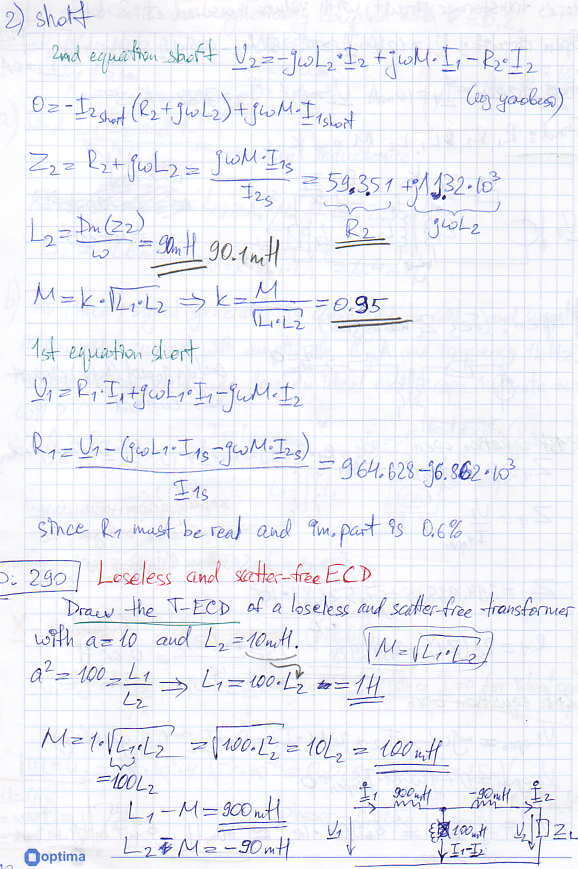 2) short
2nd equation short U2=-jωL2·I2+jωM·I1-R2·I2
0=-I2short(R2+jωL2)+jωM·I1short
Z2=R2+jωL2=jωM·I1s/I2s=59.351+j1.132·10³
R2 jωL2
L2=Im(Z2)/ω=90mH 90.1mH
M=k·√L1·L2 ⇒ k=M/√L1·L2=0.95
1st equation short
U1=R1·I1+jωL1·I1-jωM·I2
R1=U1-(jωL1·I1s-jωM·I2s)/I1s=964.628-j6.862·10³
since R1 must be real and Im.part is 0.6%
290 Loseless and scatter-free ECD
Draw the T-ECD of a loseless and scatter-free transformer
with a=10 and L2=10mH. M=√L1·L2
a²=100=L1/L2 ⇒ L1=100·L2=1H
M=1·√L1·L2=√100·L2²=10L2=100mH
=100L2
L1-M=900mH
L2-M=-90mH
I1 900mH -90mH I2
U1 100mH U2 ZL
I1-I2
optima